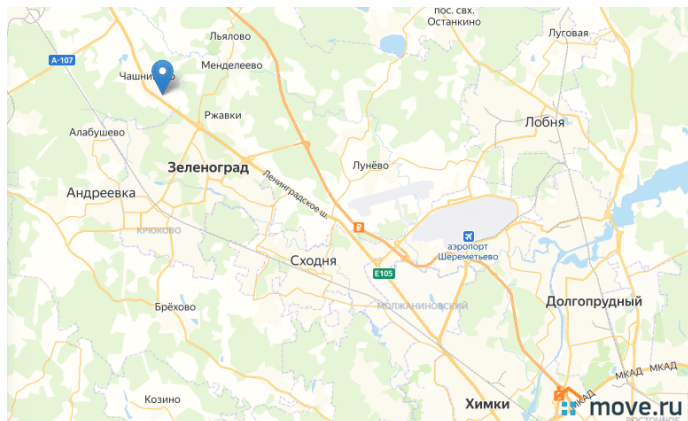 пос. свх.
Останкино
Льялово
Луговая
А-107
Менделеево
Ржавки
Лобня
Алабушево
Лунёво
Зеленоград
Андреевка
Ленинградское ш.
КРЮКОВО
аэропорт
Шереметьево
Сходня
E105
МОЛЖАНИНОВСКИЙ
Долгопрудный
Брёхово
МКАД
МКАД
МКАД
Козино
Химки
move.ru
ВОСТОЧНОЕ